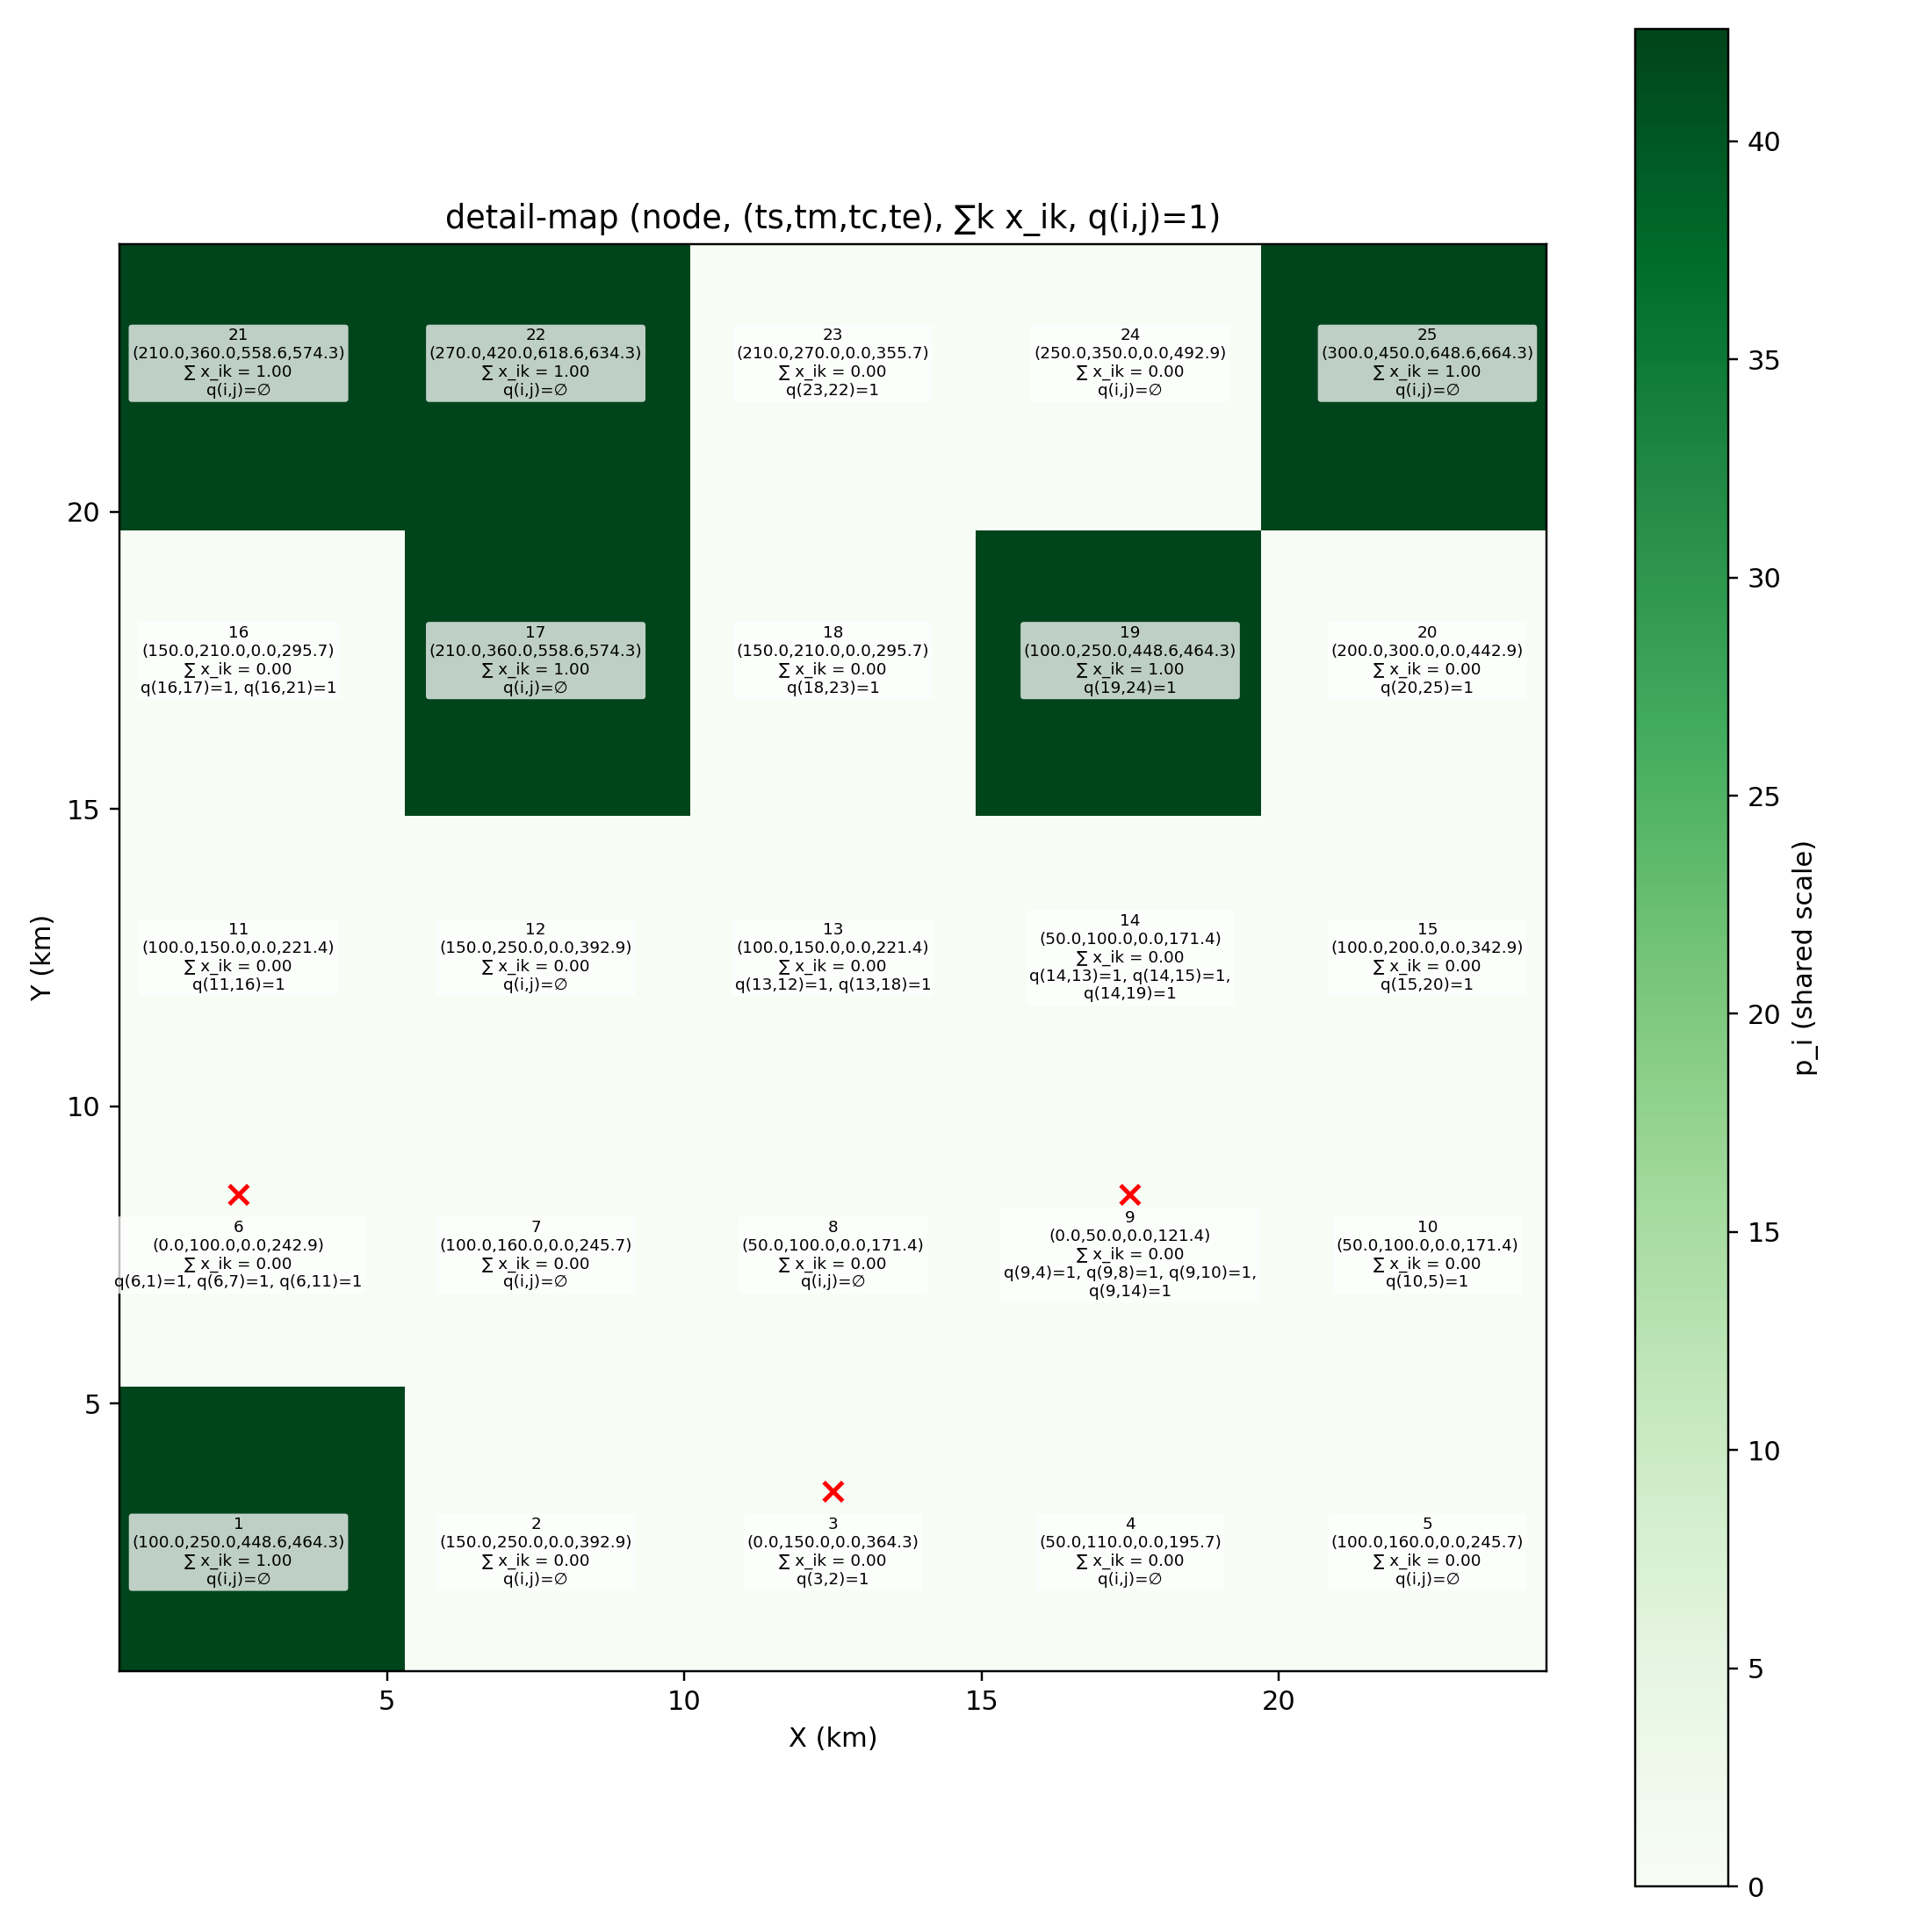 detail-map (node, (ts,tm,tc,te), ∑k x_ik, q(i,j)=1)
21
(210.0,360.0,558.6,574.3)
∑ x_ik = 1.00
q(i,j)=∅
22
(270.0,420.0,618.6,634.3)
∑ x_ik = 1.00
q(i,j)=∅
23
(210.0,270.0,0.0,355.7)
∑ x_ik = 0.00
q(23,22)=1
24
(250.0,350.0,0.0,492.9)
∑ x_ik = 0.00
q(i,j)=∅
25
(300.0,450.0,648.6,664.3)
∑ x_ik = 1.00
q(i,j)=∅
16
(150.0,210.0,0.0,295.7)
∑ x_ik = 0.00
q(16,17)=1, q(16,21)=1
17
(210.0,360.0,558.6,574.3)
∑ x_ik = 1.00
q(i,j)=∅
18
(150.0,210.0,0.0,295.7)
∑ x_ik = 0.00
q(18,23)=1
19
(100.0,250.0,448.6,464.3)
∑ x_ik = 1.00
q(19,24)=1
20
(200.0,300.0,0.0,442.9)
∑ x_ik = 0.00
q(20,25)=1
11
(100.0,150.0,0.0,221.4)
∑ x_ik = 0.00
q(11,16)=1
12
(150.0,250.0,0.0,392.9)
∑ x_ik = 0.00
q(i,j)=∅
13
(100.0,150.0,0.0,221.4)
∑ x_ik = 0.00
q(13,12)=1, q(13,18)=1
14
(50.0,100.0,0.0,171.4)
∑ x_ik = 0.00
q(14,13)=1, q(14,15)=1,
q(14,19)=1
15
(100.0,200.0,0.0,342.9)
∑ x_ik = 0.00
q(15,20)=1
6
(0.0,100.0,0.0,242.9)
∑ x_ik = 0.00
q(6,1)=1, q(6,7)=1, q(6,11)=1
7
(100.0,160.0,0.0,245.7)
∑ x_ik = 0.00
q(i,j)=∅
8
(50.0,100.0,0.0,171.4)
∑ x_ik = 0.00
q(i,j)=∅
9
(0.0,50.0,0.0,121.4)
∑ x_ik = 0.00
q(9,4)=1, q(9,8)=1, q(9,10)=1,
q(9,14)=1
10
(50.0,100.0,0.0,171.4)
∑ x_ik = 0.00
q(10,5)=1
1
(100.0,250.0,448.6,464.3)
∑ x_ik = 1.00
q(i,j)=∅
2
(150.0,250.0,0.0,392.9)
∑ x_ik = 0.00
q(i,j)=∅
3
(0.0,150.0,0.0,364.3)
∑ x_ik = 0.00
q(3,2)=1
4
(50.0,110.0,0.0,195.7)
∑ x_ik = 0.00
q(i,j)=∅
5
(100.0,160.0,0.0,245.7)
∑ x_ik = 0.00
q(i,j)=∅
20
15
10
5
Y (km)
5
10
15
20
X (km)
40
35
30
25
20
15
10
5
0
p_i (shared scale)